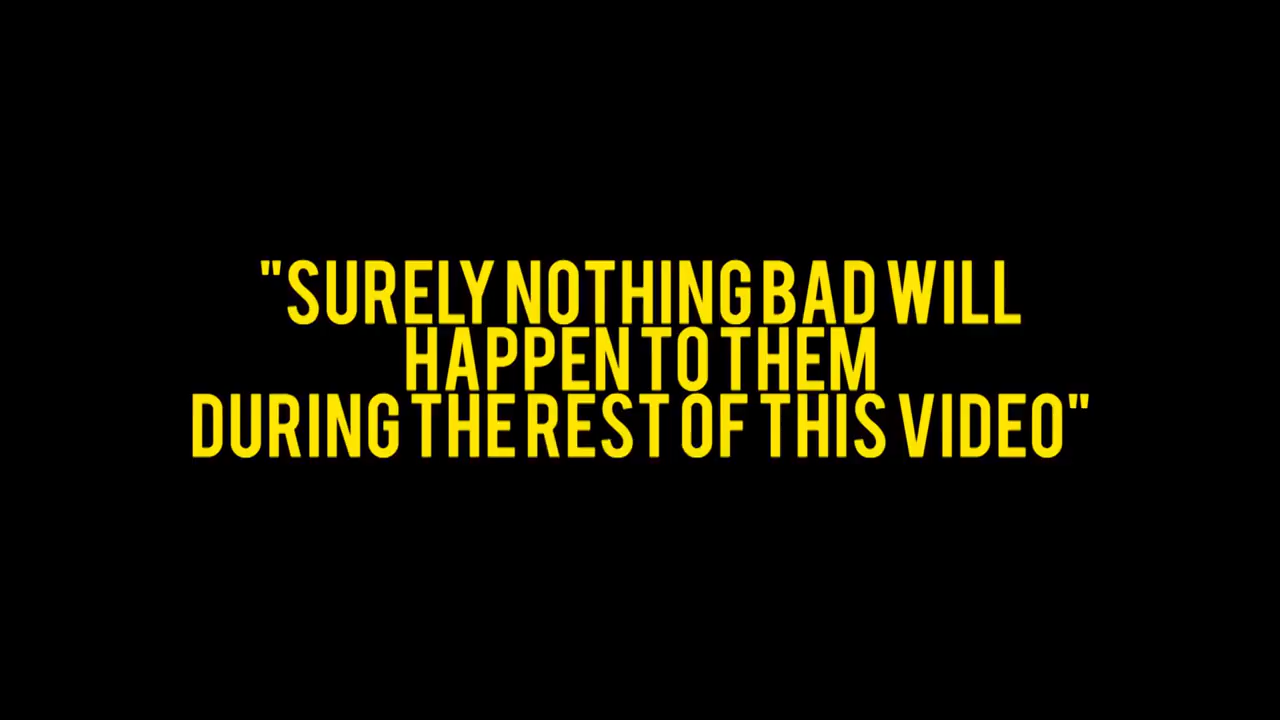 "SURELY NOTHING BAD WILL
HAPPEN TO THEM
DURING THE REST OF THIS VIDEO"